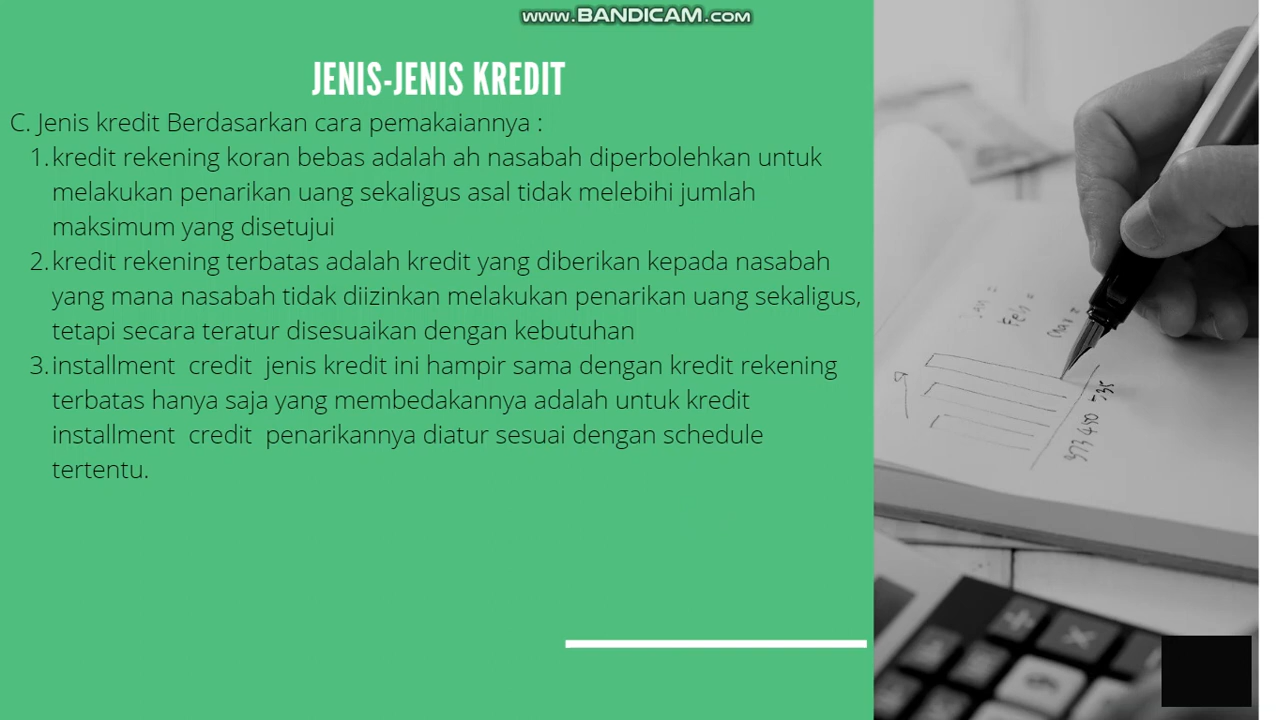 www.BANDICAM.com
JENIS-JENIS KREDIT
C. Jenis kredit Berdasarkan cara pemakaiannya :
1. kredit rekening koran bebas adalah ah nasabah diperbolehkan untuk
melakukan penarikan uang sekaligus asal tidak melebihi jumlah
maksimum yang disetujui
2. kredit rekening terbatas adalah kredit yang diberikan kepada nasabah
yang mana nasabah tidak diizinkan melakukan penarikan uang sekaligus,
tetapi secara teratur disesuaikan dengan kebutuhan
3. installment credit jenis kredit ini hampir sama dengan kredit rekening
terbatas hanya saja yang membedakannya adalah untuk kredit
installment credit penarikannya diatur sesuai dengan schedule
tertentu.